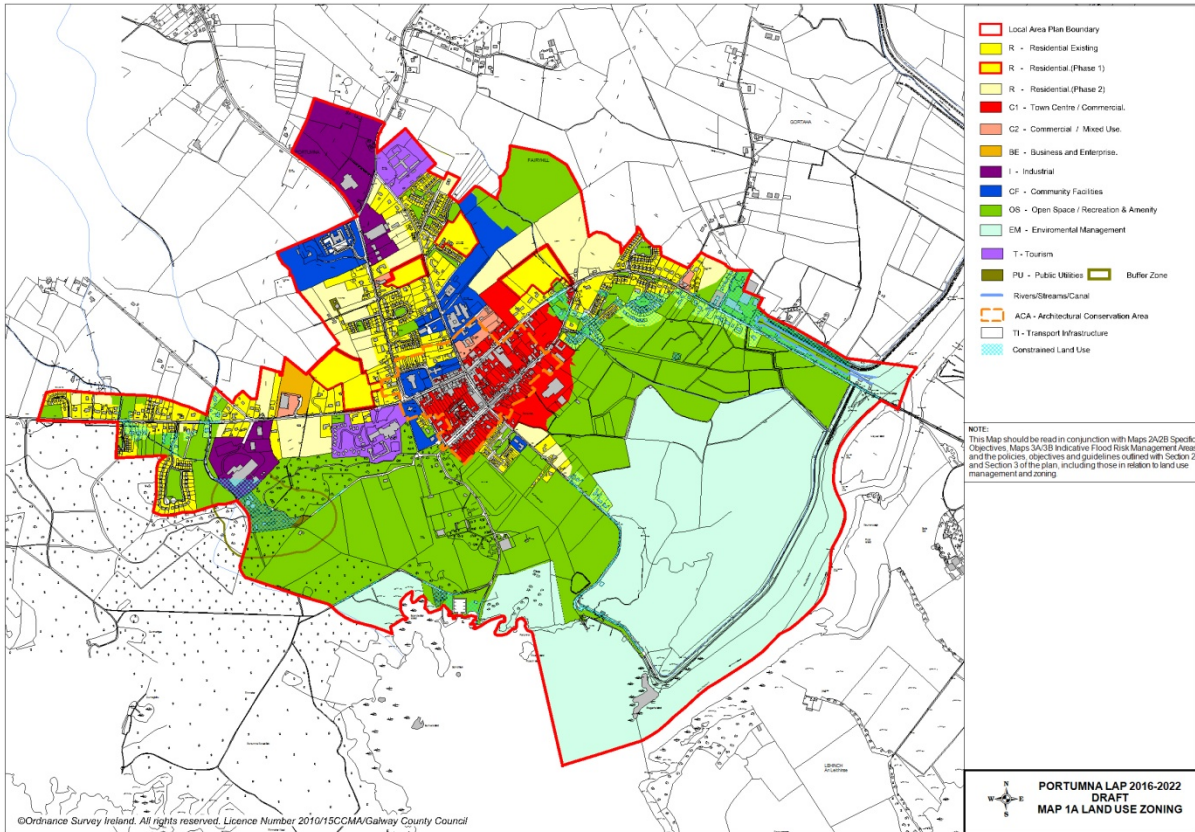 GORTAHA
FAIRYHILL
Local Area Plan Boundary
R - Residential Existing
R - Residential.(Phase 1)
R - Residential.(Phase 2)
C1 - Town Centre / Commercial.
C2 - Commercial / Mixed Use.
BE - Business and Enterprise.
I - Industrial
CF - Community Facilities
OS - Open Space / Recreation & Amenity
EM - Enviromental Management
T - Tourism
PU - Public Utilities Buffer Zone
Rivers/Streams/Canal
ACA - Architectural Conservation Area
TI - Transport Infrastructure
Constrained Land Use
NOTE:
This Map should be read in conjunction with Maps 2A/2B Specific
Objectives, Maps 3A/3B Indicative Flood Risk Management Areas
and the policies, objectives and guidelines outlined with Section 2
and Section 3 of the plan, including those in relation to land use
management and zoning.
N
W E
S
PORTUMNA LAP 2016-2022
DRAFT
MAP 1A LAND USE ZONING
©Ordnance Survey Ireland. All rights reserved. Licence Number 2010/15CCMA/Galway County Council